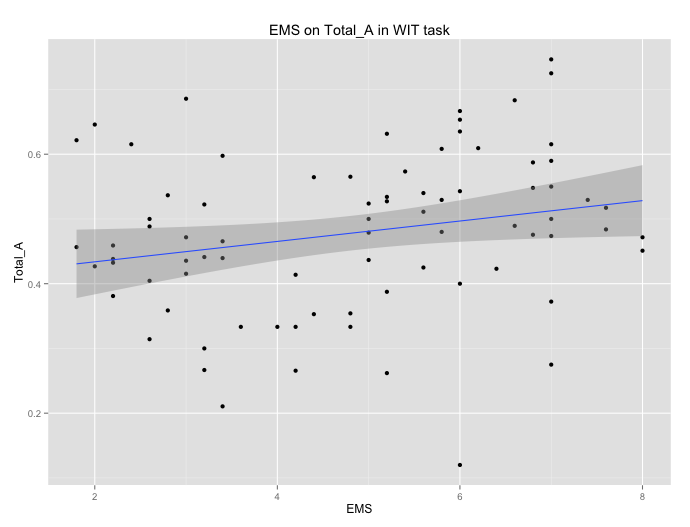 EMS on Total_A in WIT task
Total_A
0.6
0.4
0.2
2 4 6 8
EMS